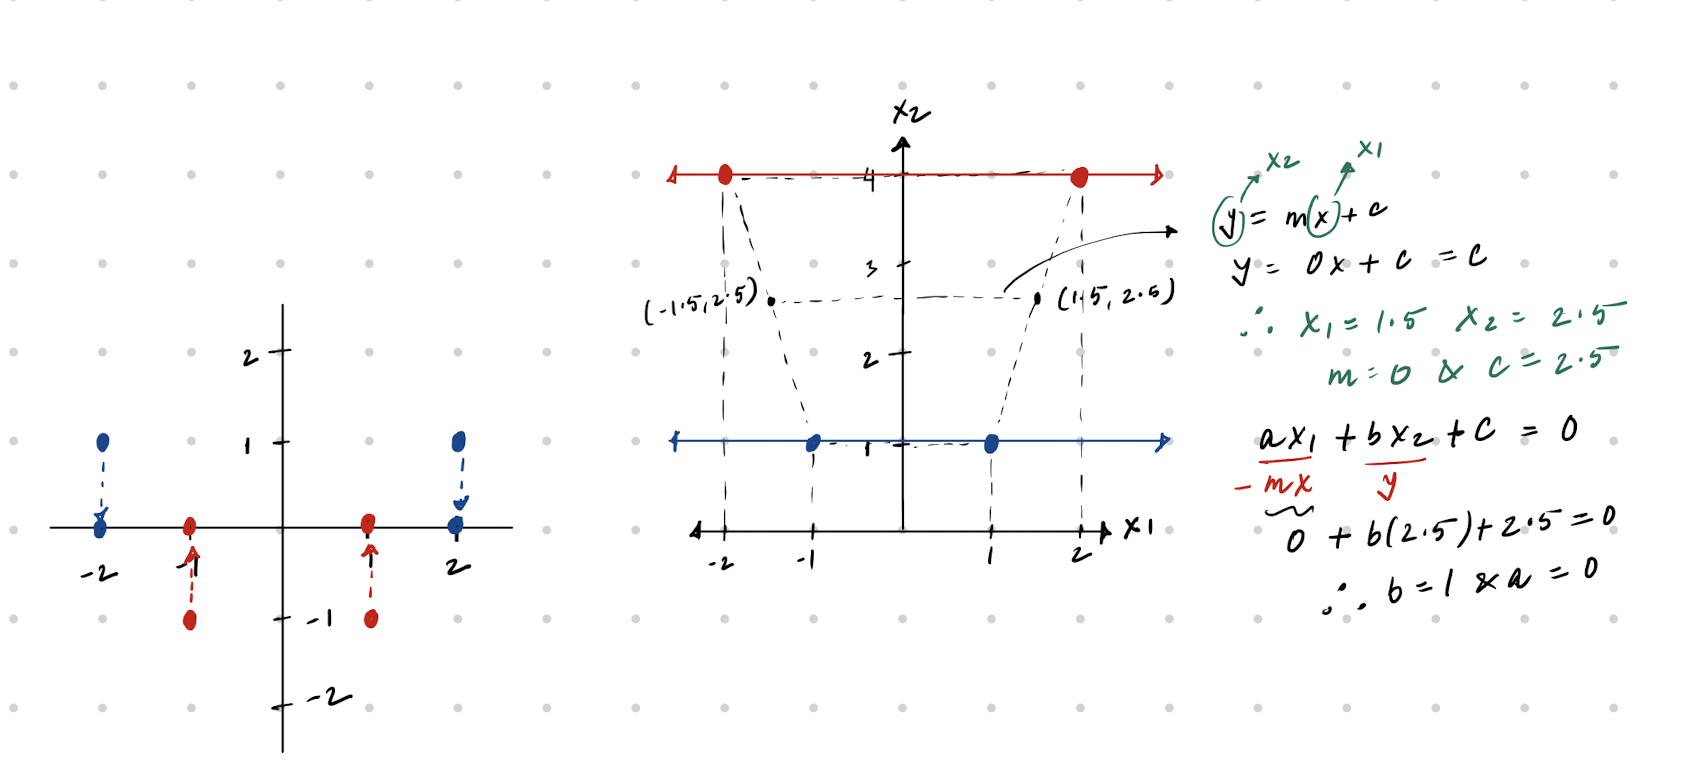 2
1
-2
-1
1
2
-1
-2
x2
4
3
(-1.5, 2.5)
(1.5, 2.5)
2
1
x1
-2
-1
1
2
x2
x1
y = m x + c
y = 0x + c = c
∴ x1 = 1.5 x2 = 2.5
m = 0 & c = 2.5
ax1 + bx2 + c = 0
- mx y
0 + b(2.5) + 2.5 = 0
∴ b = 1 & a = 0